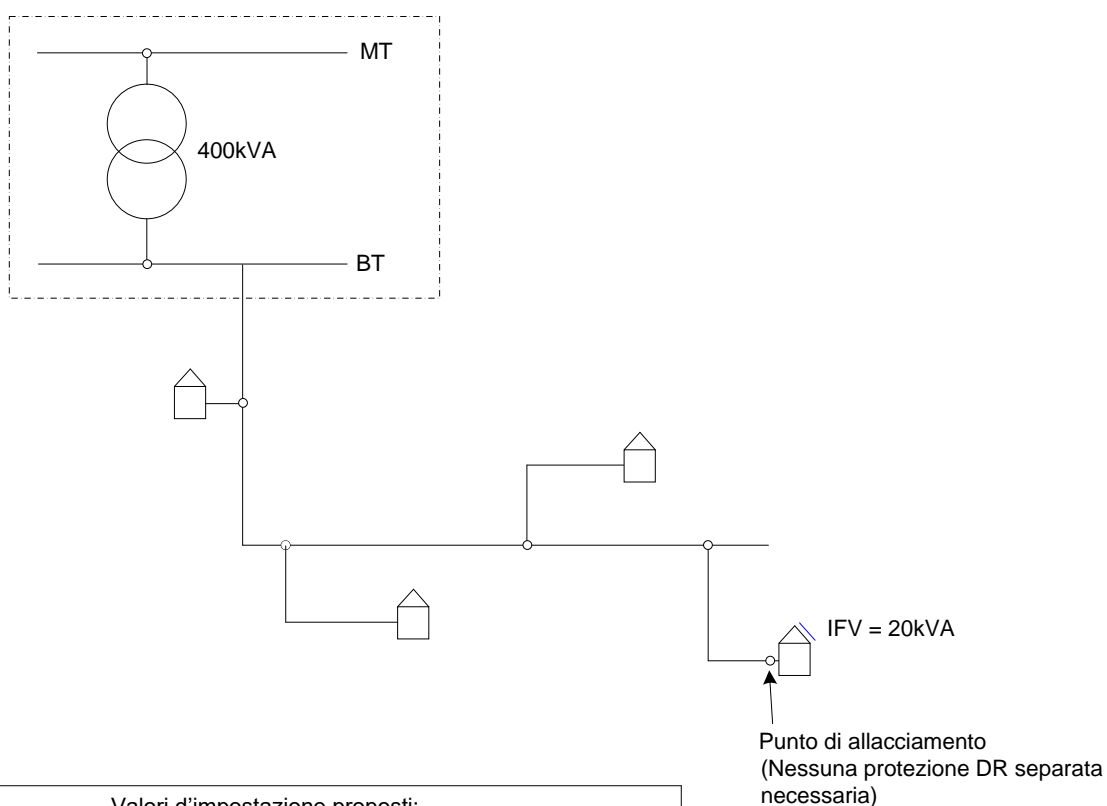 MT
400kVA
BT
IFV = 20kVA
Punto di allacciamento
(Nessuna protezione DR separata
necessaria)
Valori d'impostazione proposti: